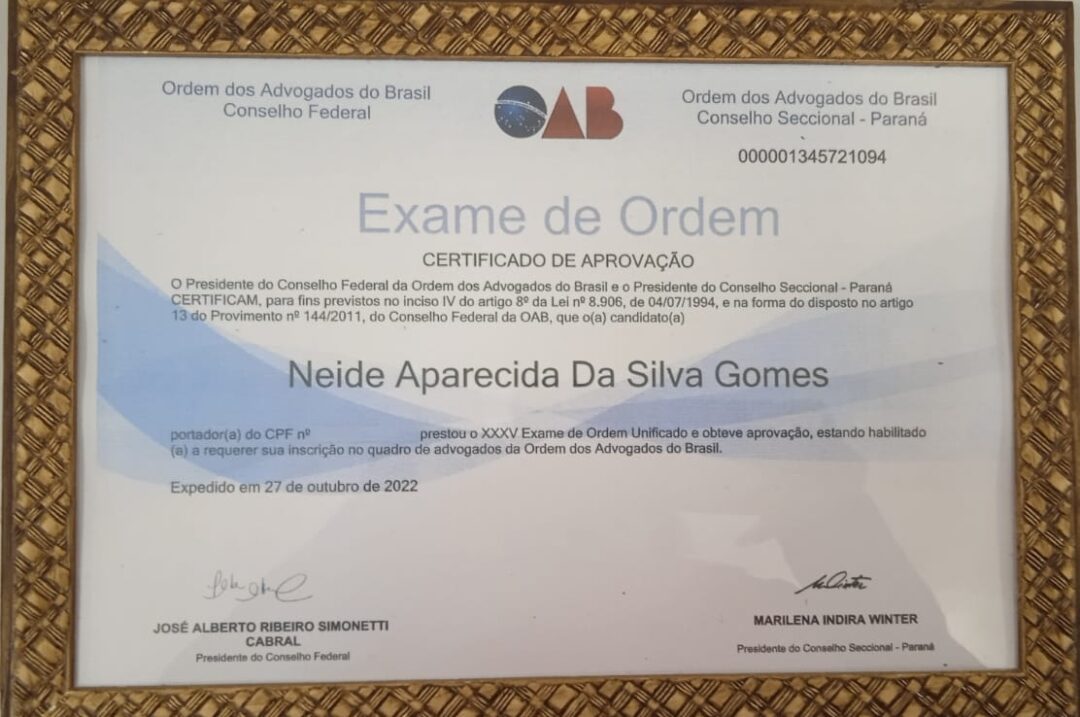 Ordem dos Advogados do Brasil
Conselho Federal
OAB
Ordem dos Advogados do Brasil
Conselho Seccional - Paraná
000001345721094
Exame de Ordem
CERTIFICADO DE APROVAÇÃO
O Presidente do Conselho Federal da Ordem dos Advogados do Brasil e o Presidente do Conselho Seccional - Paraná
CERTIFICAM, para fins previstos no inciso IV do artigo 8º da Lei nº 8.906, de 04/07/1994, e na forma do disposto no artigo
13 do Provimento nº 144/2011, do Conselho Federal da OAB, que o(a) candidato(a)
Neide Aparecida Da Silva Gomes
portador(a) do CPF nº prestou o XXXV Exame de Ordem Unificado e obteve aprovação, estando habilitado
(a) a requerer sua inscrição no quadro de advogados da Ordem dos Advogados do Brasil.
Expedido em 27 de outubro de 2022
JOSÉ ALBERTO RIBEIRO SIMONETTI
CABRAL
Presidente do Conselho Federal
MARILENA INDIRA WINTER
Presidente do Conselho Seccional - Paraná